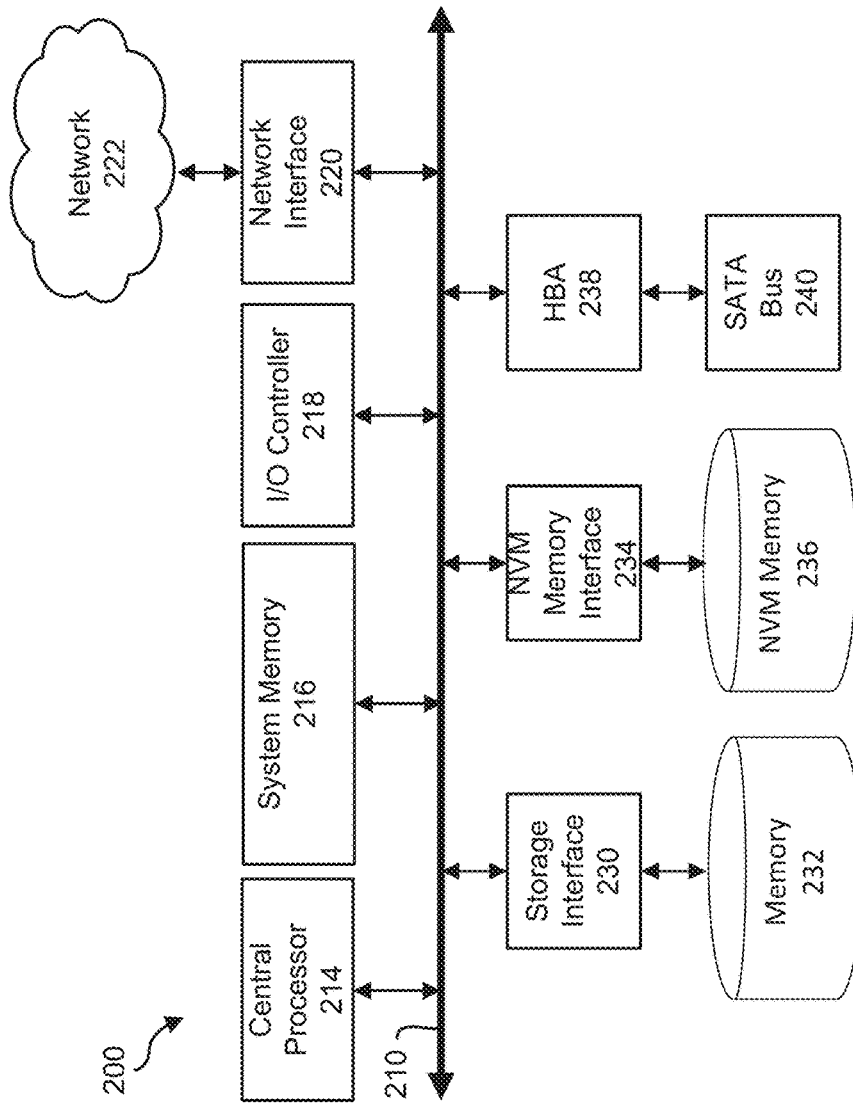 200
Network
222
Central
Processor
214
System Memory
216
I/O Controller
218
Network
Interface
220
210
Storage
Interface
230
NVM
Memory Interface
234
HBA
238
Memory
232
NVM Memory
236
SATA
Bus
240